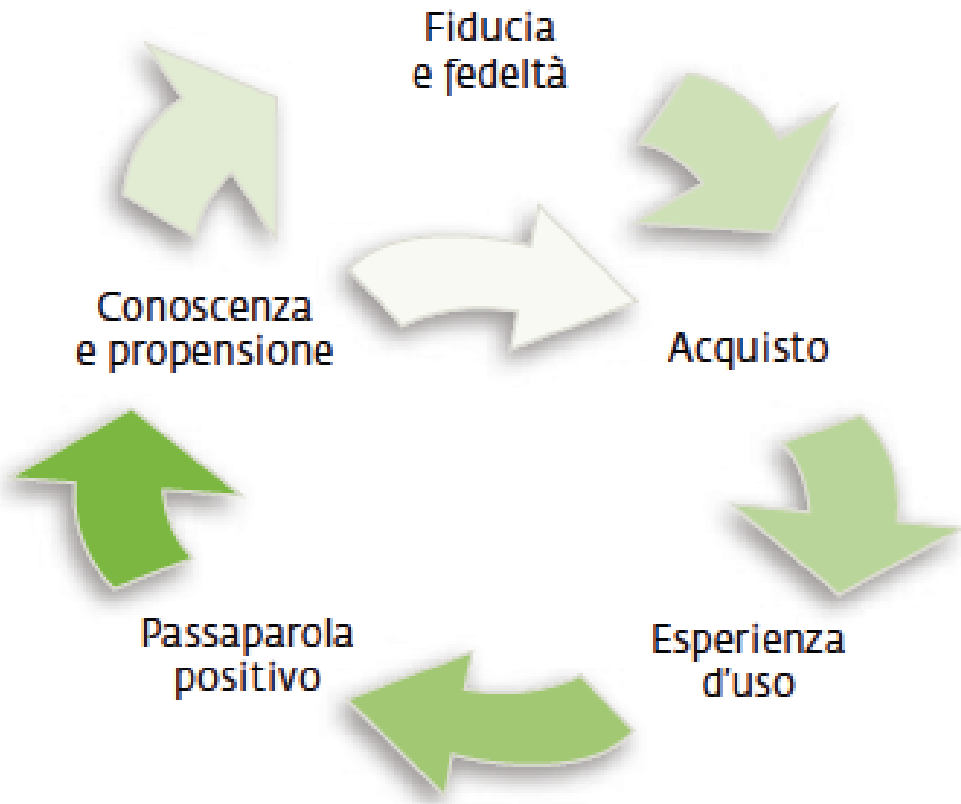 Fiducia
e fedeltà
Conoscenza
e propensione
Acquisto
Passaparola
positivo
Esperienza
d'uso